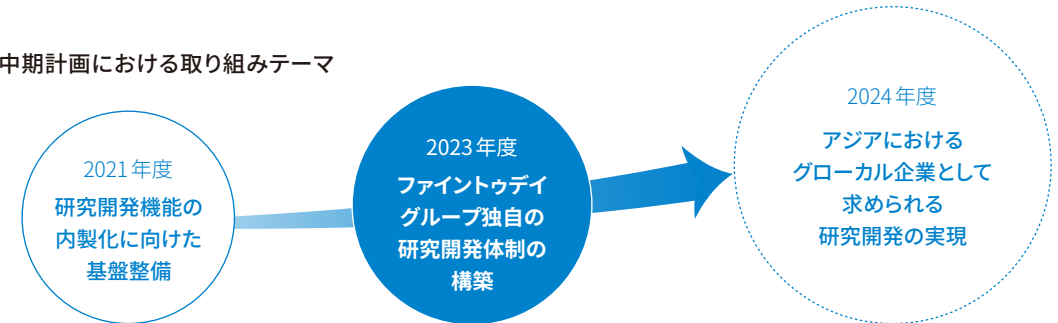 中期計画における取り組みテーマ
2021年度
研究開発機能の
内製化に向けた
基盤整備
2023年度
ファイントゥデイ
グループ独自の
研究開発体制の
構築
2024年度
アジアにおける
グローカル企業として
求められる
研究開発の実現